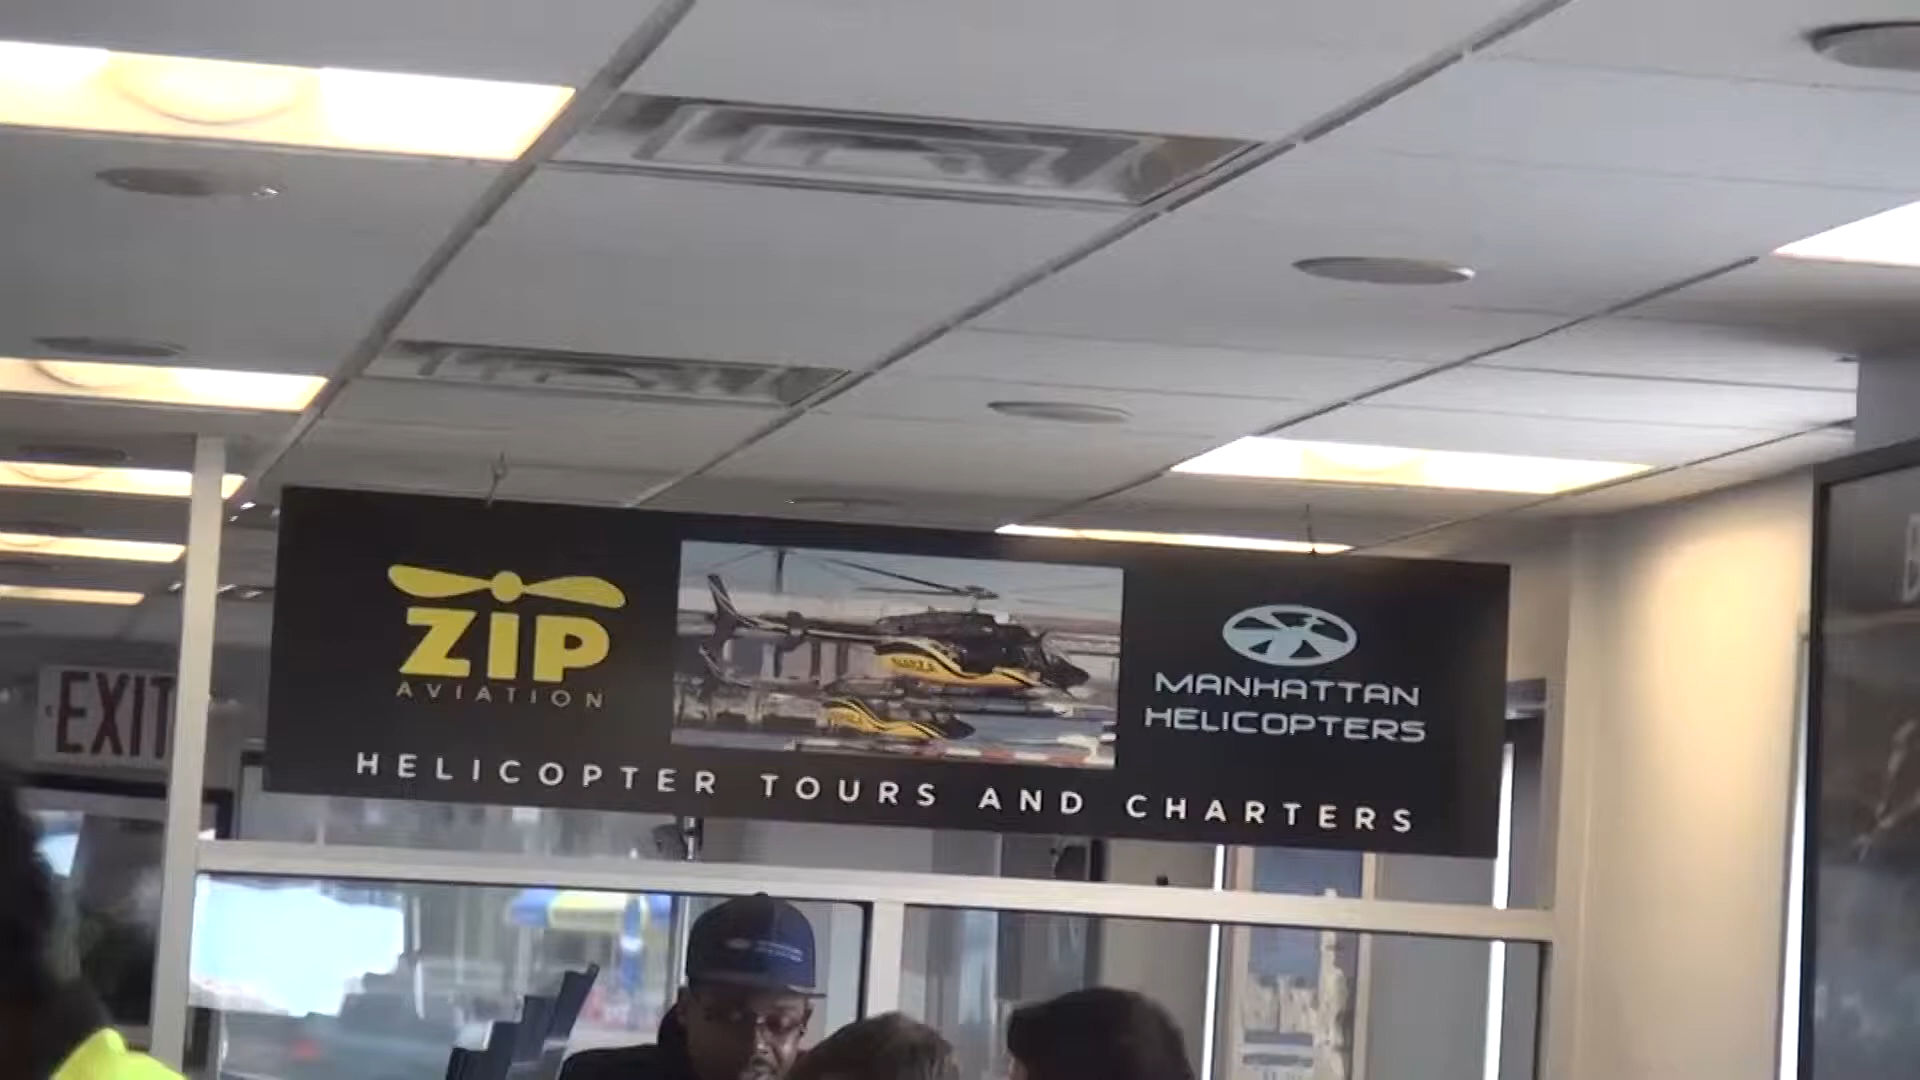 EXIT
ZIP
AVIATION
MANHATTAN
HELICOPTERS
HELICOPTER TOURS AND CHARTERS